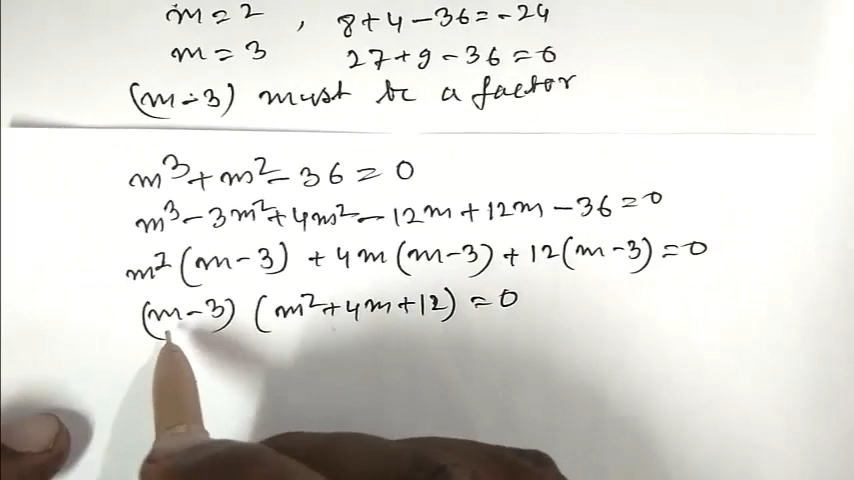 m = 2 , 8+4-36=-24
m = 3 27+9-36=0
(m-3) must be a factor
m³+m²-36=0
m³-3m²+4m²-12m+12m-36=0
m²(m-3)+4m(m-3)+12(m-3)=0
(m-3)(m²+4m+12)=0